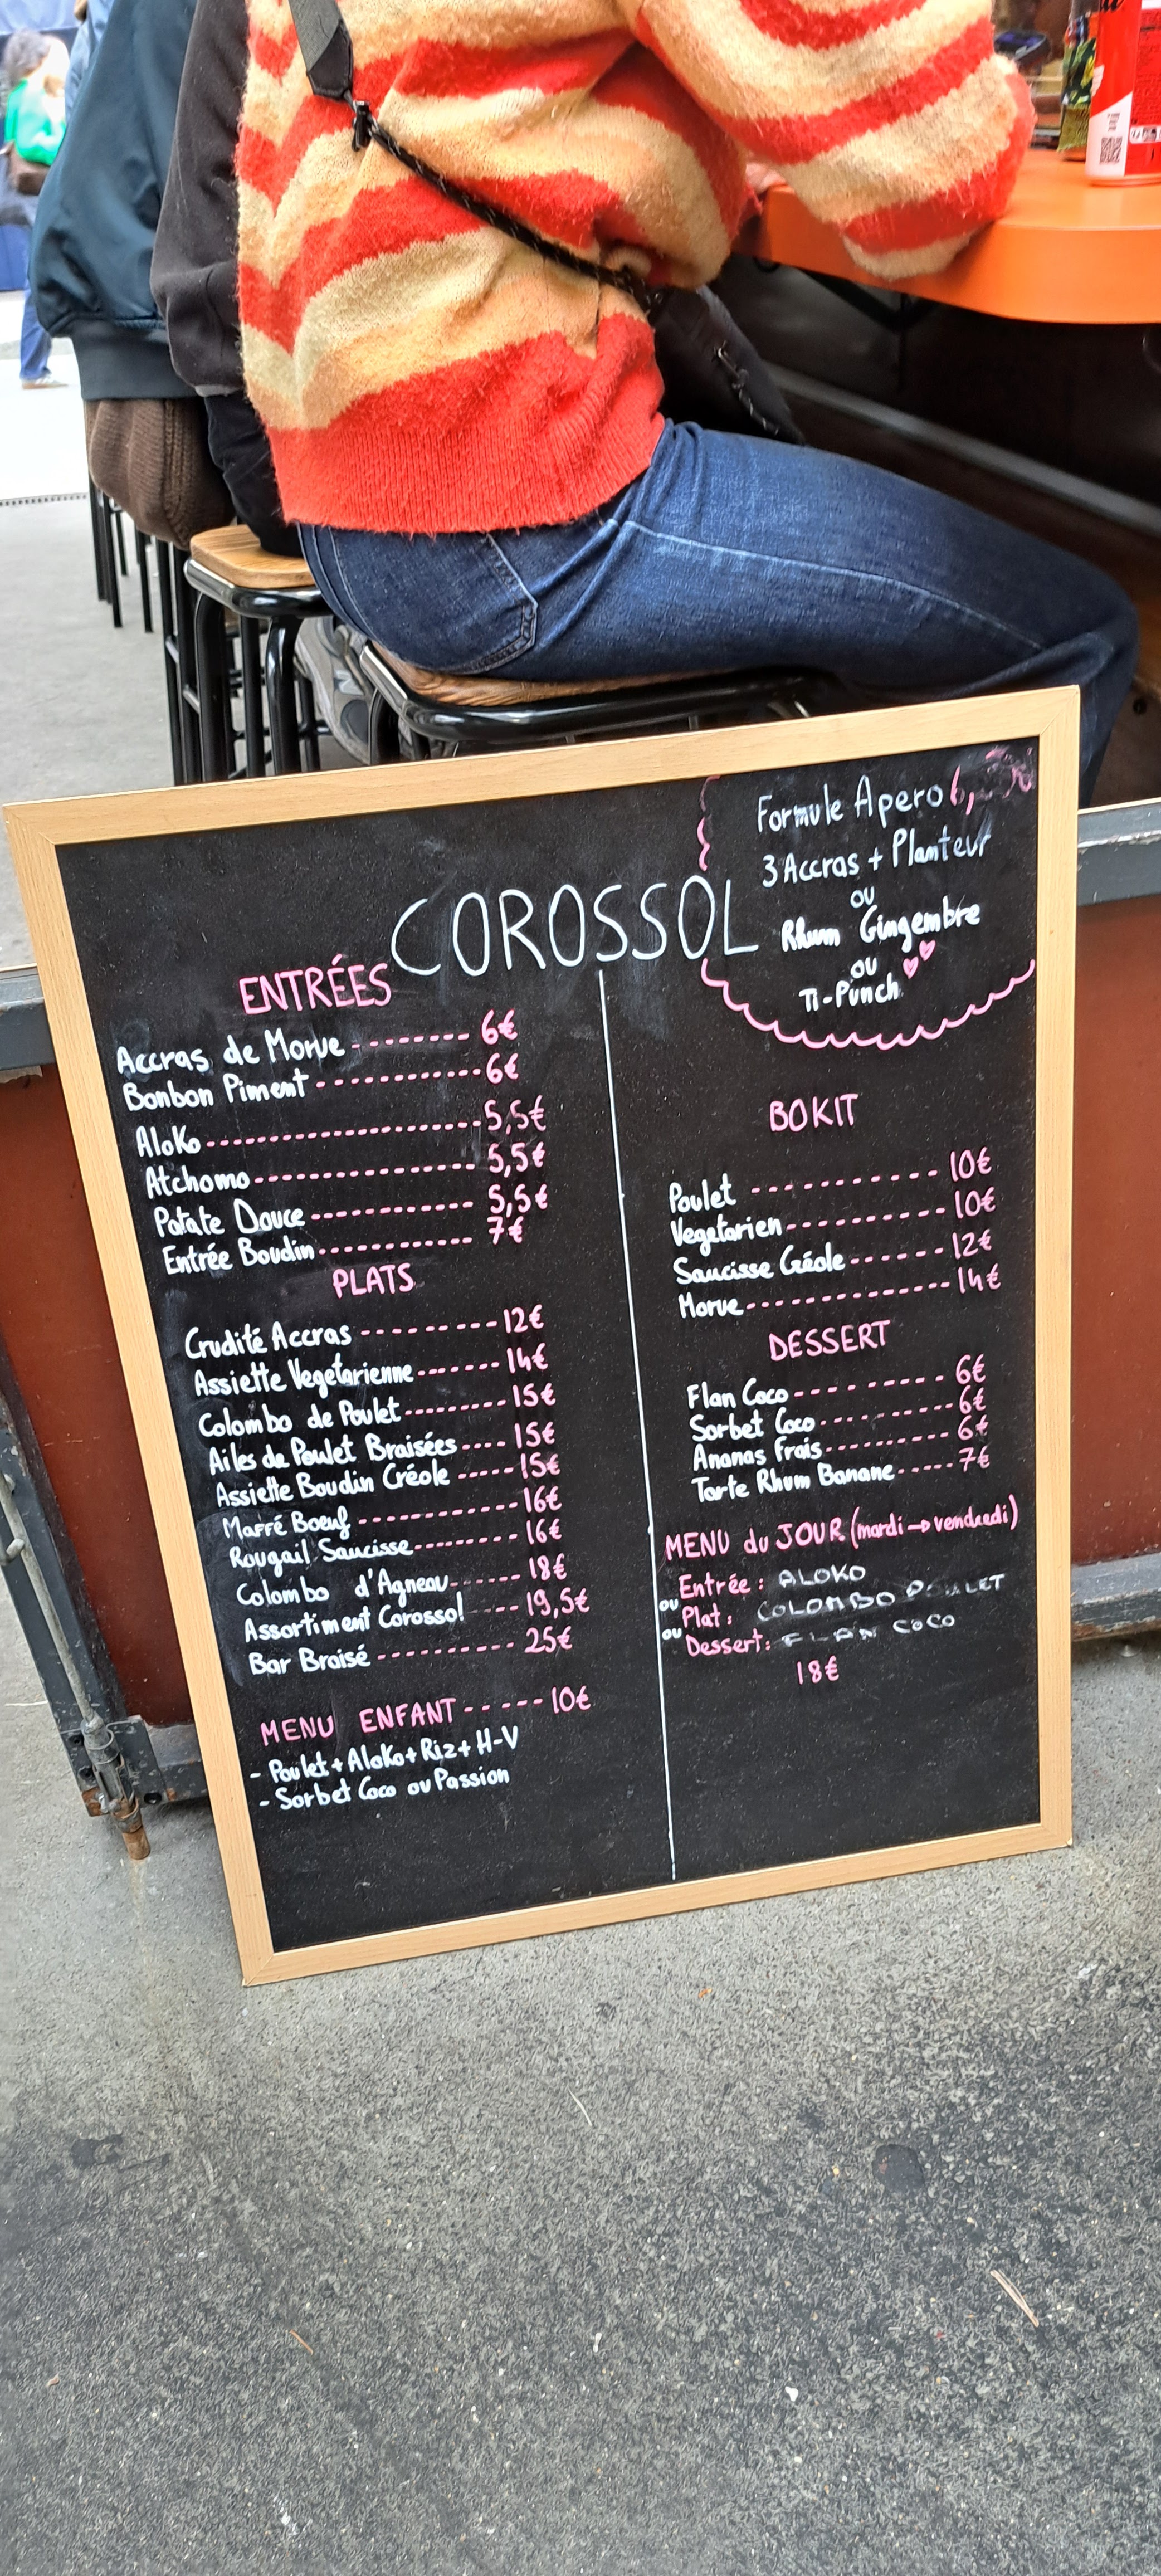 COROSSOL
Formule Apero 6,
3 Accras + Planteur
ou
Rhum Gingembre
ou
Ti-Punch
ENTRÉES
Accras de Morue -------- 6€
Bonbon Piment ------------ 6€
Aloko -------------------- 5,5€
Atchomo ---------------- 5,5€
Patate Douce ------------ 5,5€
Entrée Boudin ------------ 7€
PLATS
Crudité Accras --------- 12€
Assiette Vegetarienne ------- 14€
Colombo de Poulet --------- 15€
Ailes de Poulet Braisées ---- 15€
Assiette Boudin Créole ----- 15€
Maffé Boeuf ------------ 16€
Rougail Saucisse --------- 16€
Colombo d'Agneau ------ 18€
Assortiment Corossol ---- 19,5€
Bar Braisé ---------- 25€
MENU ENFANT ----- 10€
- Poulet + Aloko + Riz + H-V
- Sorbet Coco ou Passion
BOKIT
Poulet ----------- 10€
Vegetarien --------- 10€
Saucisse Créole ------ 12€
Morue -------------- 14€
DESSERT
Flan Coco --------- 6€
Sorbet Coco --------- 6€
Ananas Frais --------- 6€
Tarte Rhum Banane ----- 7€
MENU du JOUR (mardi → vendredi)
Entrée : ALOKO
ou Plat : COLOMBO POULET
ou Dessert : FLAN COCO
18€